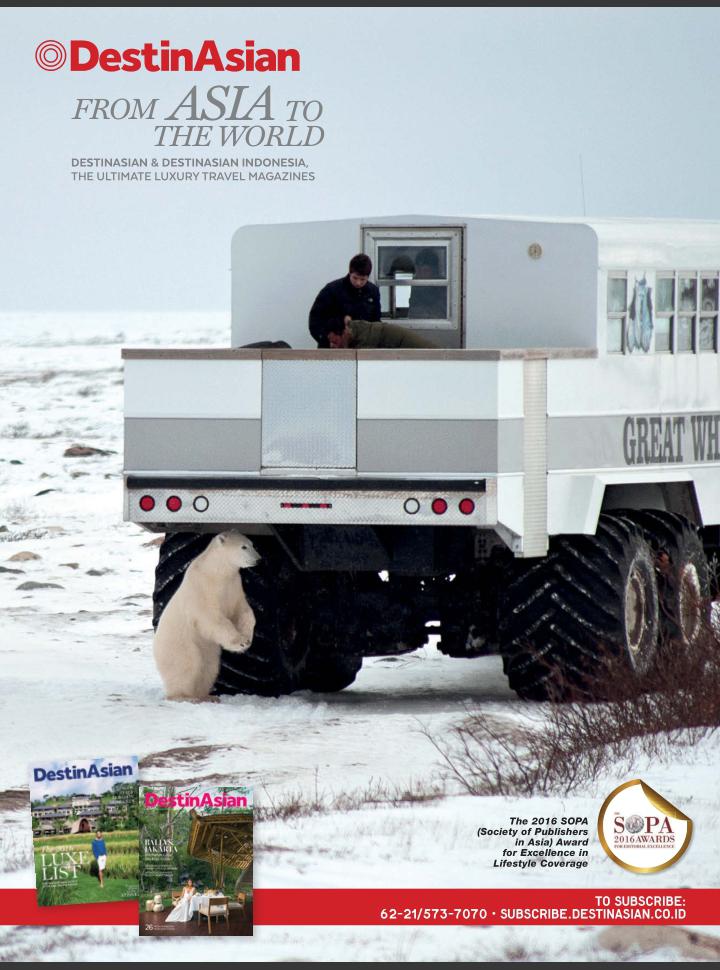 DestinAsian
FROM ASIA TO
THE WORLD
DESTINASIAN & DESTINASIAN INDONESIA,
THE ULTIMATE LUXURY TRAVEL MAGAZINES
GREAT WH
DestinAsian
The 2016
LUXE
LIST
DestinAsian
BALI VS.
JAKARTA
26
The 2016 SOPA
(Society of Publishers
in Asia) Award
for Excellence in
Lifestyle Coverage
THE
SOPA
2016 AWARDS
FOR EDITORIAL EXCELLENCE
TO SUBSCRIBE:
62-21/573-7070 • SUBSCRIBE.DESTINASIAN.CO.ID